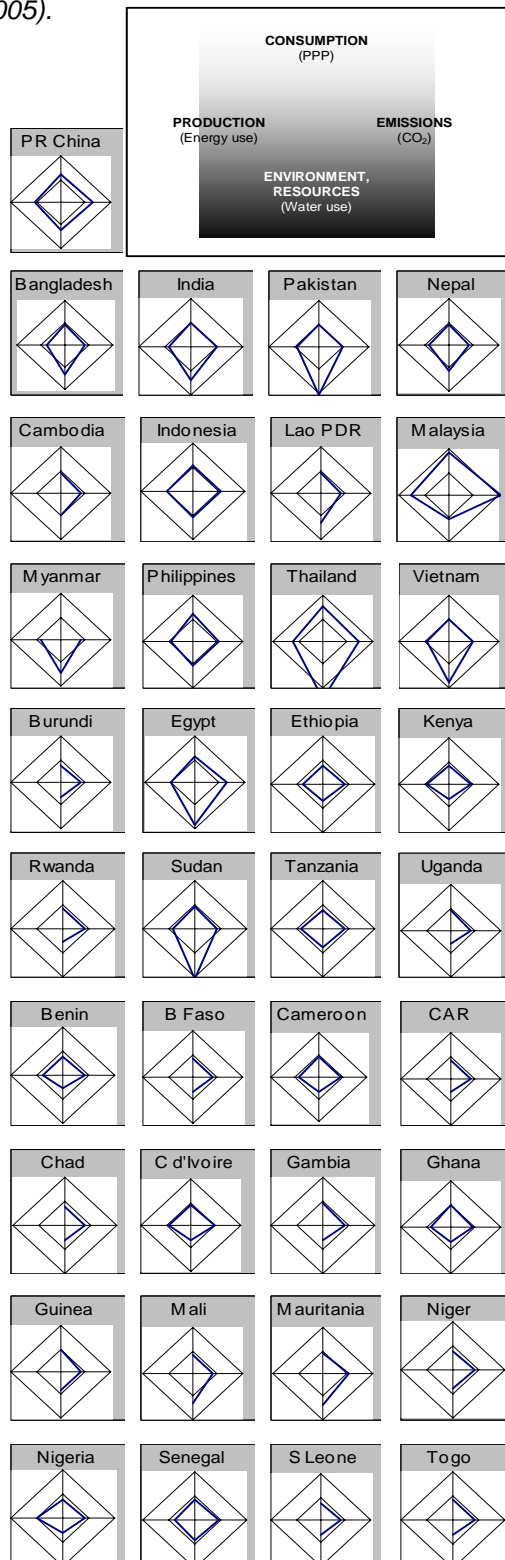 005).
CONSUMPTION
(PPP)
PRODUCTION
(Energy use)
EMISSIONS
(CO₂)
ENVIRONMENT,
RESOURCES
(Water use)
PR China
Bangladesh
India
Pakistan
Nepal
Cambodia
Indonesia
Lao PDR
Malaysia
Myanmar
Philippines
Thailand
Vietnam
Burundi
Egypt
Ethiopia
Kenya
Rwanda
Sudan
Tanzania
Uganda
Benin
B Faso
Cameroon
CAR
Chad
C d'Ivoire
Gambia
Ghana
Guinea
Mali
Mauritania
Niger
Nigeria
Senegal
S Leone
Togo